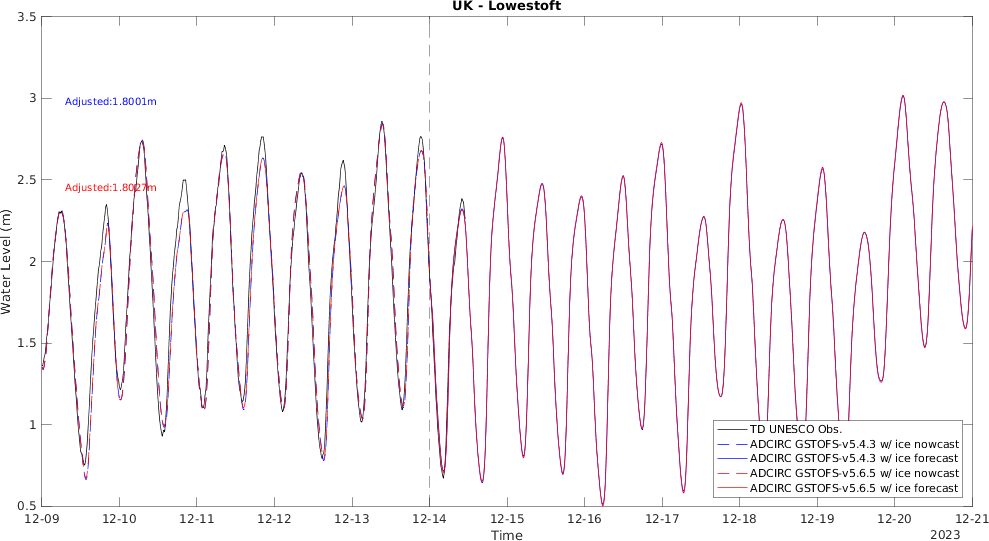 UK - Lowestoft
3.5
3
2.5
2
1.5
1
0.5
Water Level (m)
Adjusted:1.8001m
Adjusted:1.8027m
TD UNESCO Obs.
ADCIRC GSTOFS-v5.4.3 w/ ice nowcast
ADCIRC GSTOFS-v5.4.3 w/ ice forecast
ADCIRC GSTOFS-v5.6.5 w/ ice nowcast
ADCIRC GSTOFS-v5.6.5 w/ ice forecast
12-09 12-10 12-11 12-12 12-13 12-14 12-15 12-16 12-17 12-18 12-19 12-20 12-21
Time
2023